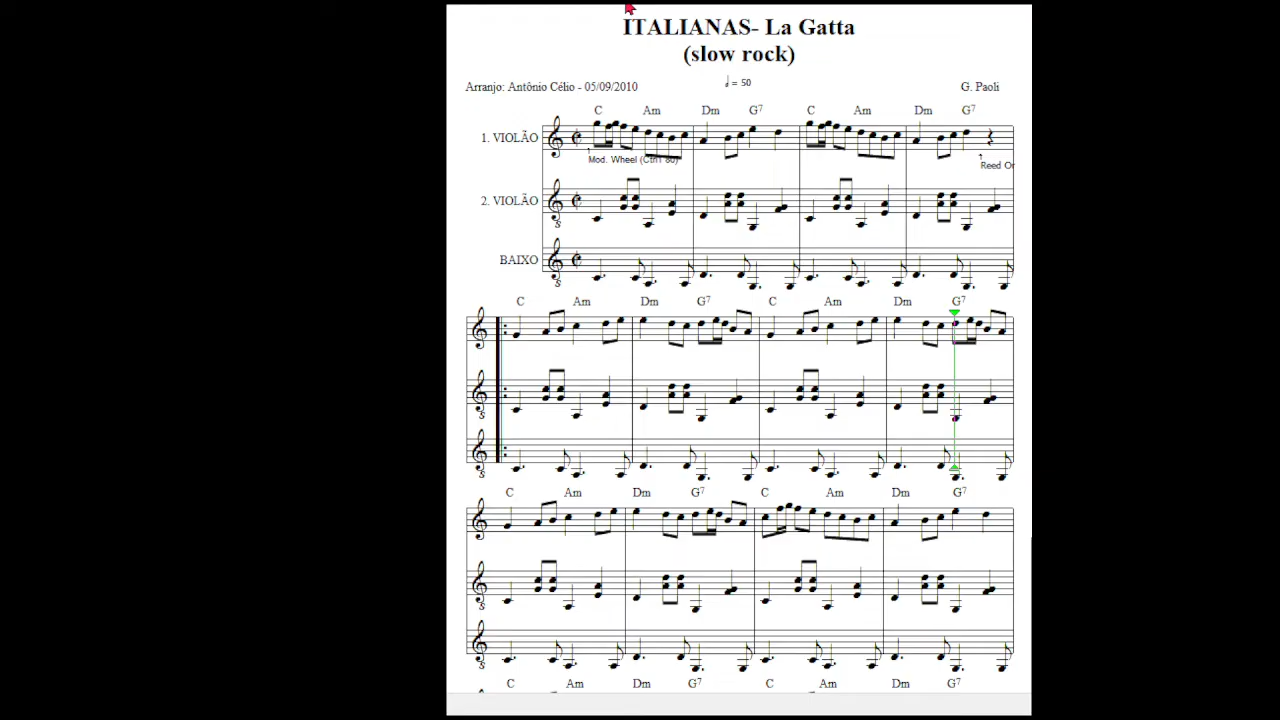 ITALIANAS- La Gatta
(slow rock)
𝅗𝅥 = 50
Arranjo: Antônio Célio - 05/09/2010
G. Paoli
C Am Dm G7 C Am Dm G7
1. VIOLÃO
Mod. Wheel (Ctrl 80)
Reed Or
2. VIOLÃO
BAIXO
C Am Dm G7 C Am Dm G7
C Am Dm G7 C Am Dm G7
C Am Dm G7 C Am Dm G7